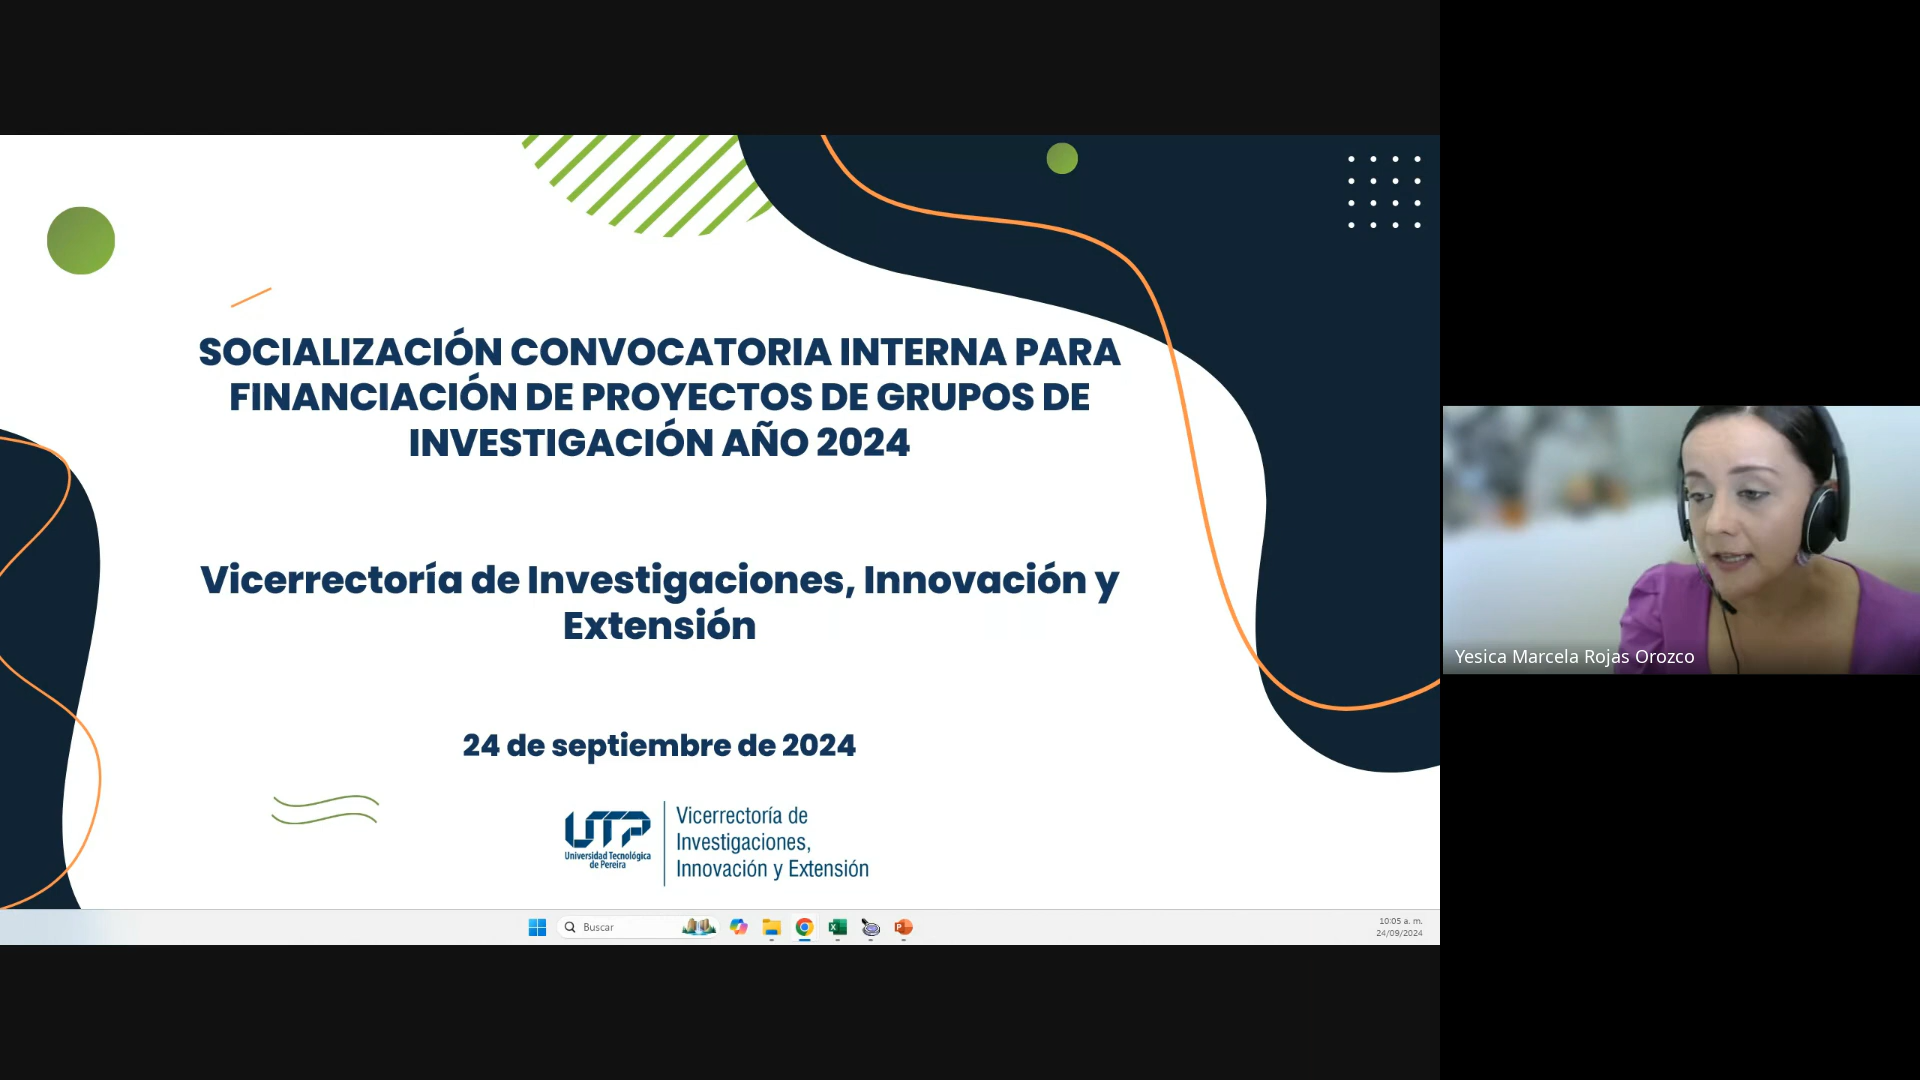 SOCIALIZACIÓN CONVOCATORIA INTERNA PARA
FINANCIACIÓN DE PROYECTOS DE GRUPOS DE
INVESTIGACIÓN AÑO 2024
Vicerrectoría de Investigaciones, Innovación y
Extensión
24 de septiembre de 2024
UTP
Universidad Tecnológica
de Pereira
Vicerrectoría de
Investigaciones,
Innovación y Extensión
Buscar
10:05 a. m.
24/09/2024
Yesica Marcela Rojas Orozco